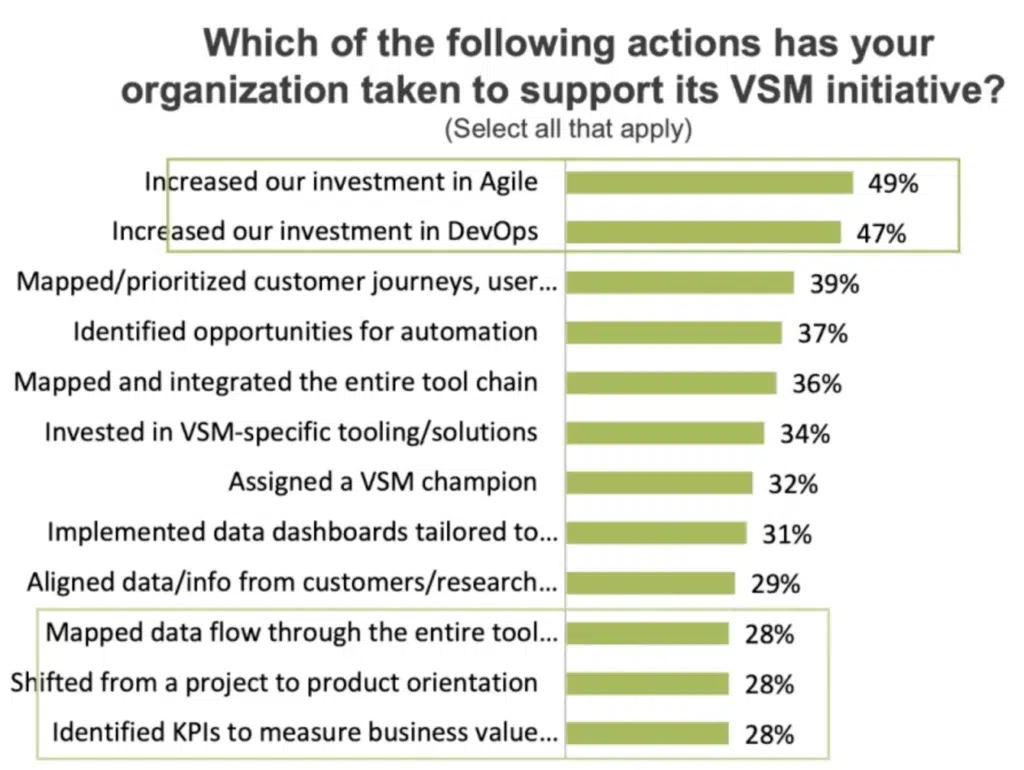 Which of the following actions has your
organization taken to support its VSM initiative?
(Select all that apply)
Increased our investment in Agile 49%
Increased our investment in DevOps 47%
Mapped/prioritized customer journeys, user... 39%
Identified opportunities for automation 37%
Mapped and integrated the entire tool chain 36%
Invested in VSM-specific tooling/solutions 34%
Assigned a VSM champion 32%
Implemented data dashboards tailored to... 31%
Aligned data/info from customers/research... 29%
Mapped data flow through the entire tool... 28%
Shifted from a project to product orientation 28%
Identified KPIs to measure business value... 28%